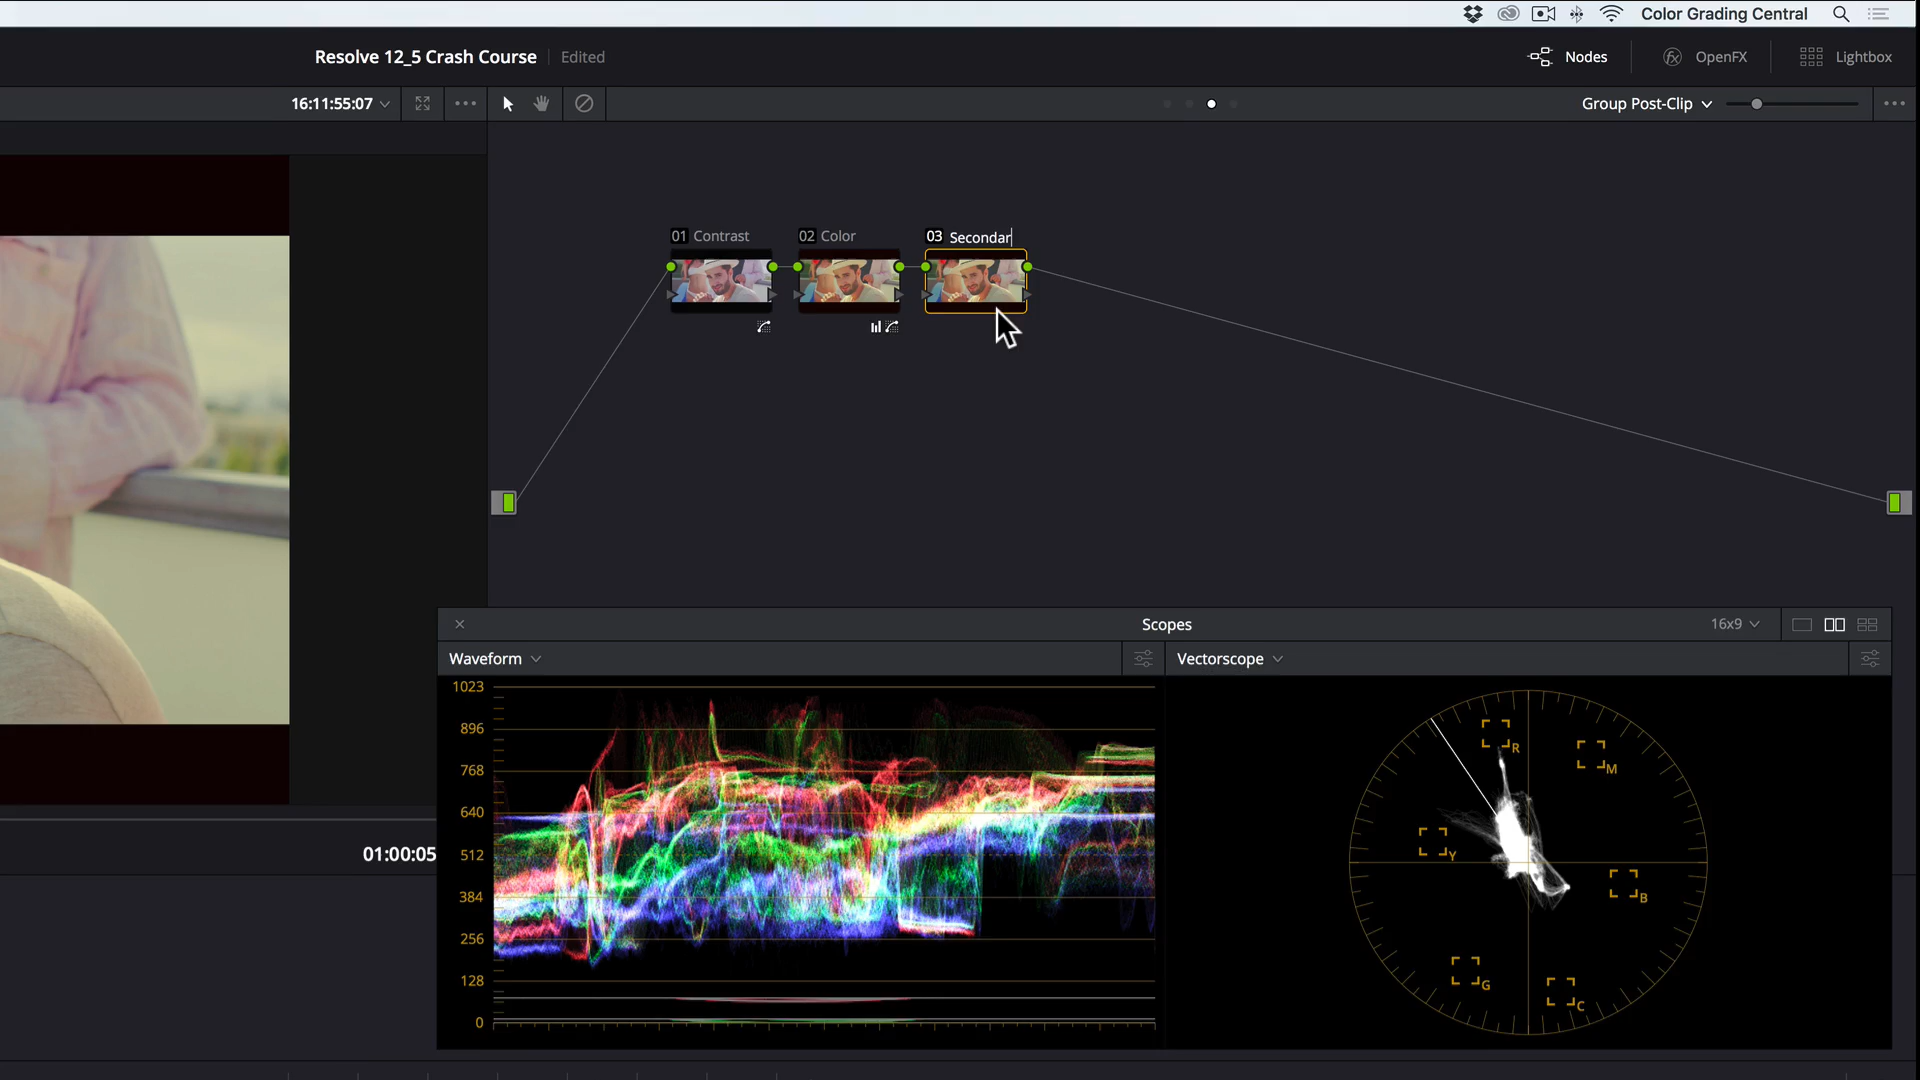 Color Grading Central
Resolve 12_5 Crash Course Edited
Nodes OpenFX Lightbox
16:11:55:07
Group Post-Clip
01 Contrast
02 Color
03 Secondar
Scopes
16x9
Waveform
Vectorscope
1023
896
768
640
512
384
256
128
0
R
M
Y
B
G
C
01:00:05